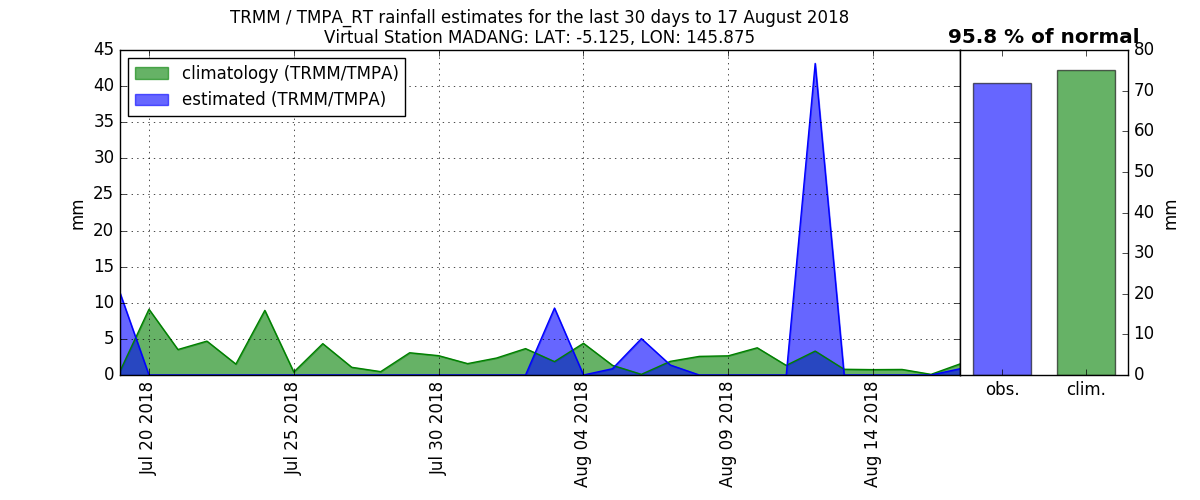 TRMM / TMPA_RT rainfall estimates for the last 30 days to 17 August 2018
Virtual Station MADANG: LAT: -5.125, LON: 145.875
95.8 % of normal
climatology (TRMM/TMPA)
estimated (TRMM/TMPA)
45
40
35
30
25
20
15
10
5
0
mm
Jul 20 2018
Jul 25 2018
Jul 30 2018
Aug 04 2018
Aug 09 2018
Aug 14 2018
80
70
60
50
40
30
20
10
0
mm
obs.
clim.